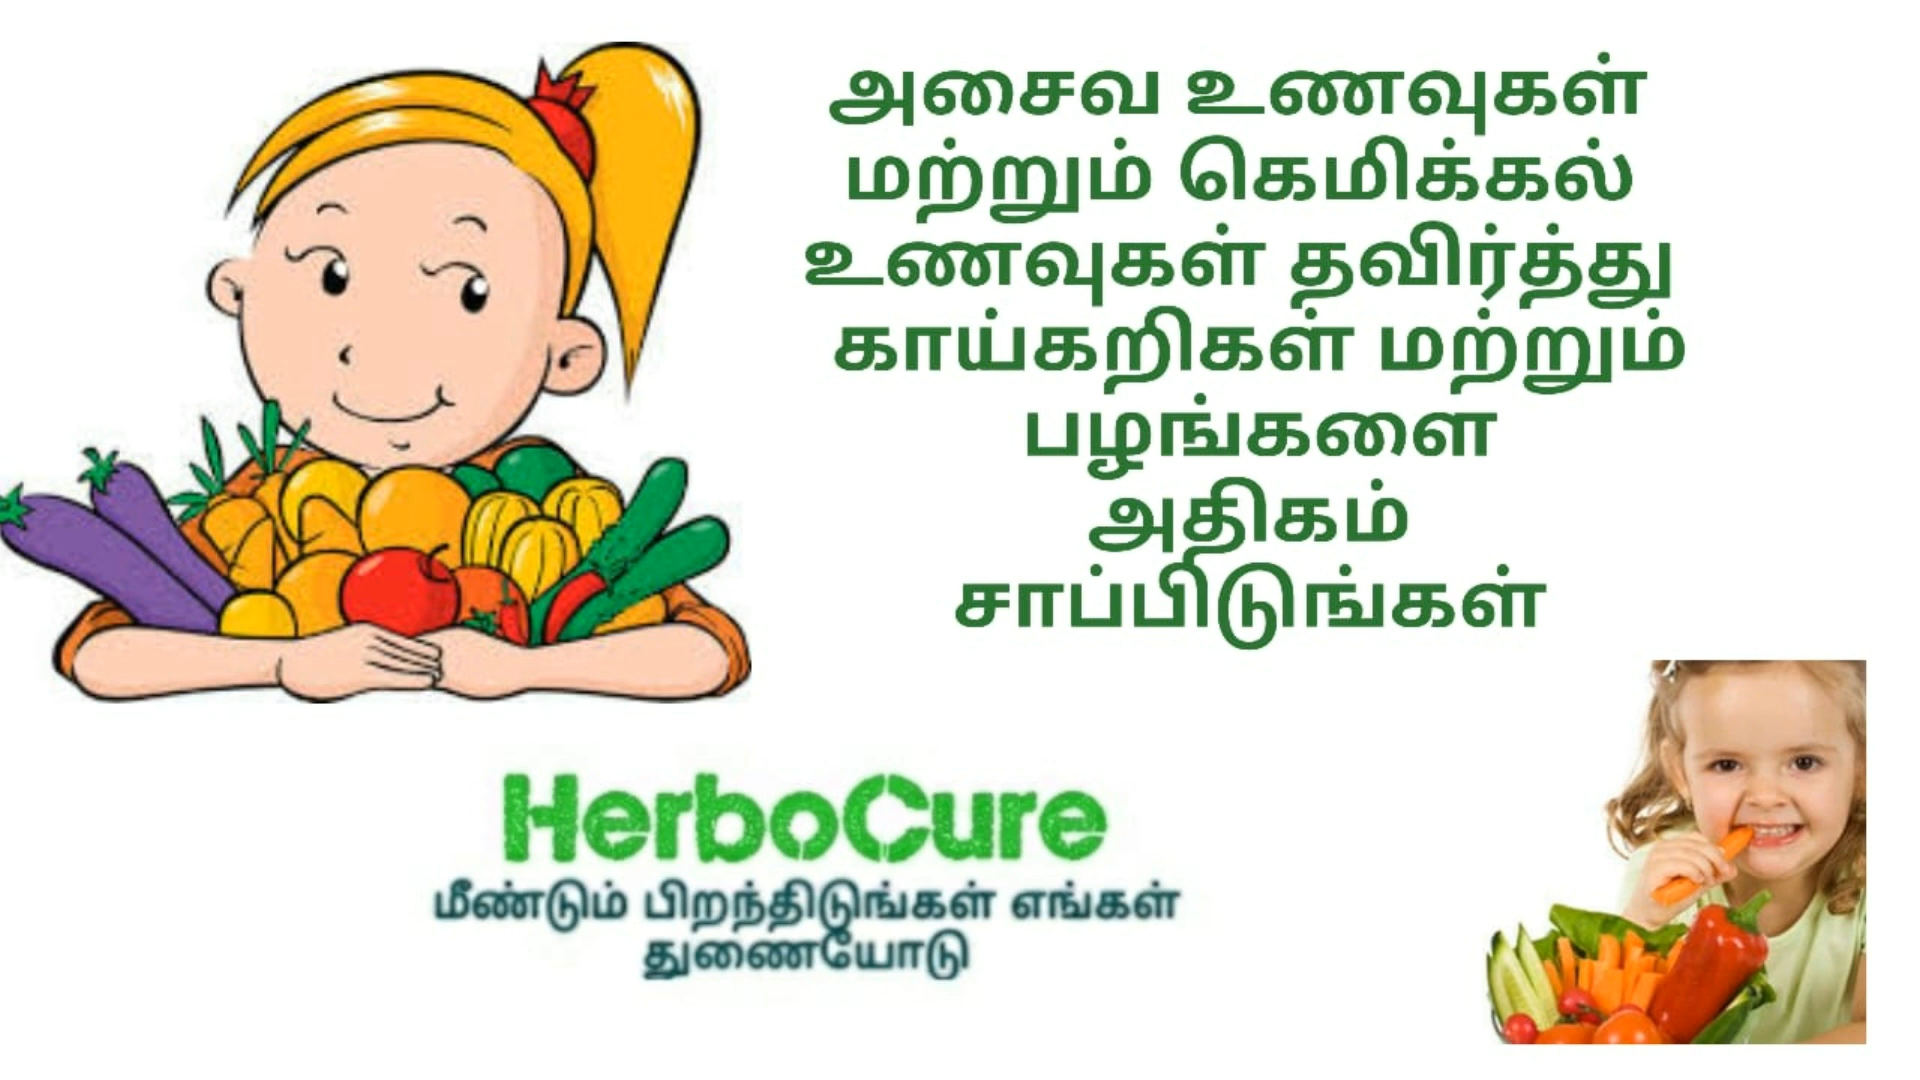 அசைவ உணவுகள்
மற்றும் கெமிக்கல்
உணவுகள் தவிர்த்து
காய்கறிகள் மற்றும்
பழங்களை
அதிகம்
சாப்பிடுங்கள்
HerboCure
மீண்டும் பிறந்திடுங்கள் எங்கள்
துணையோடு